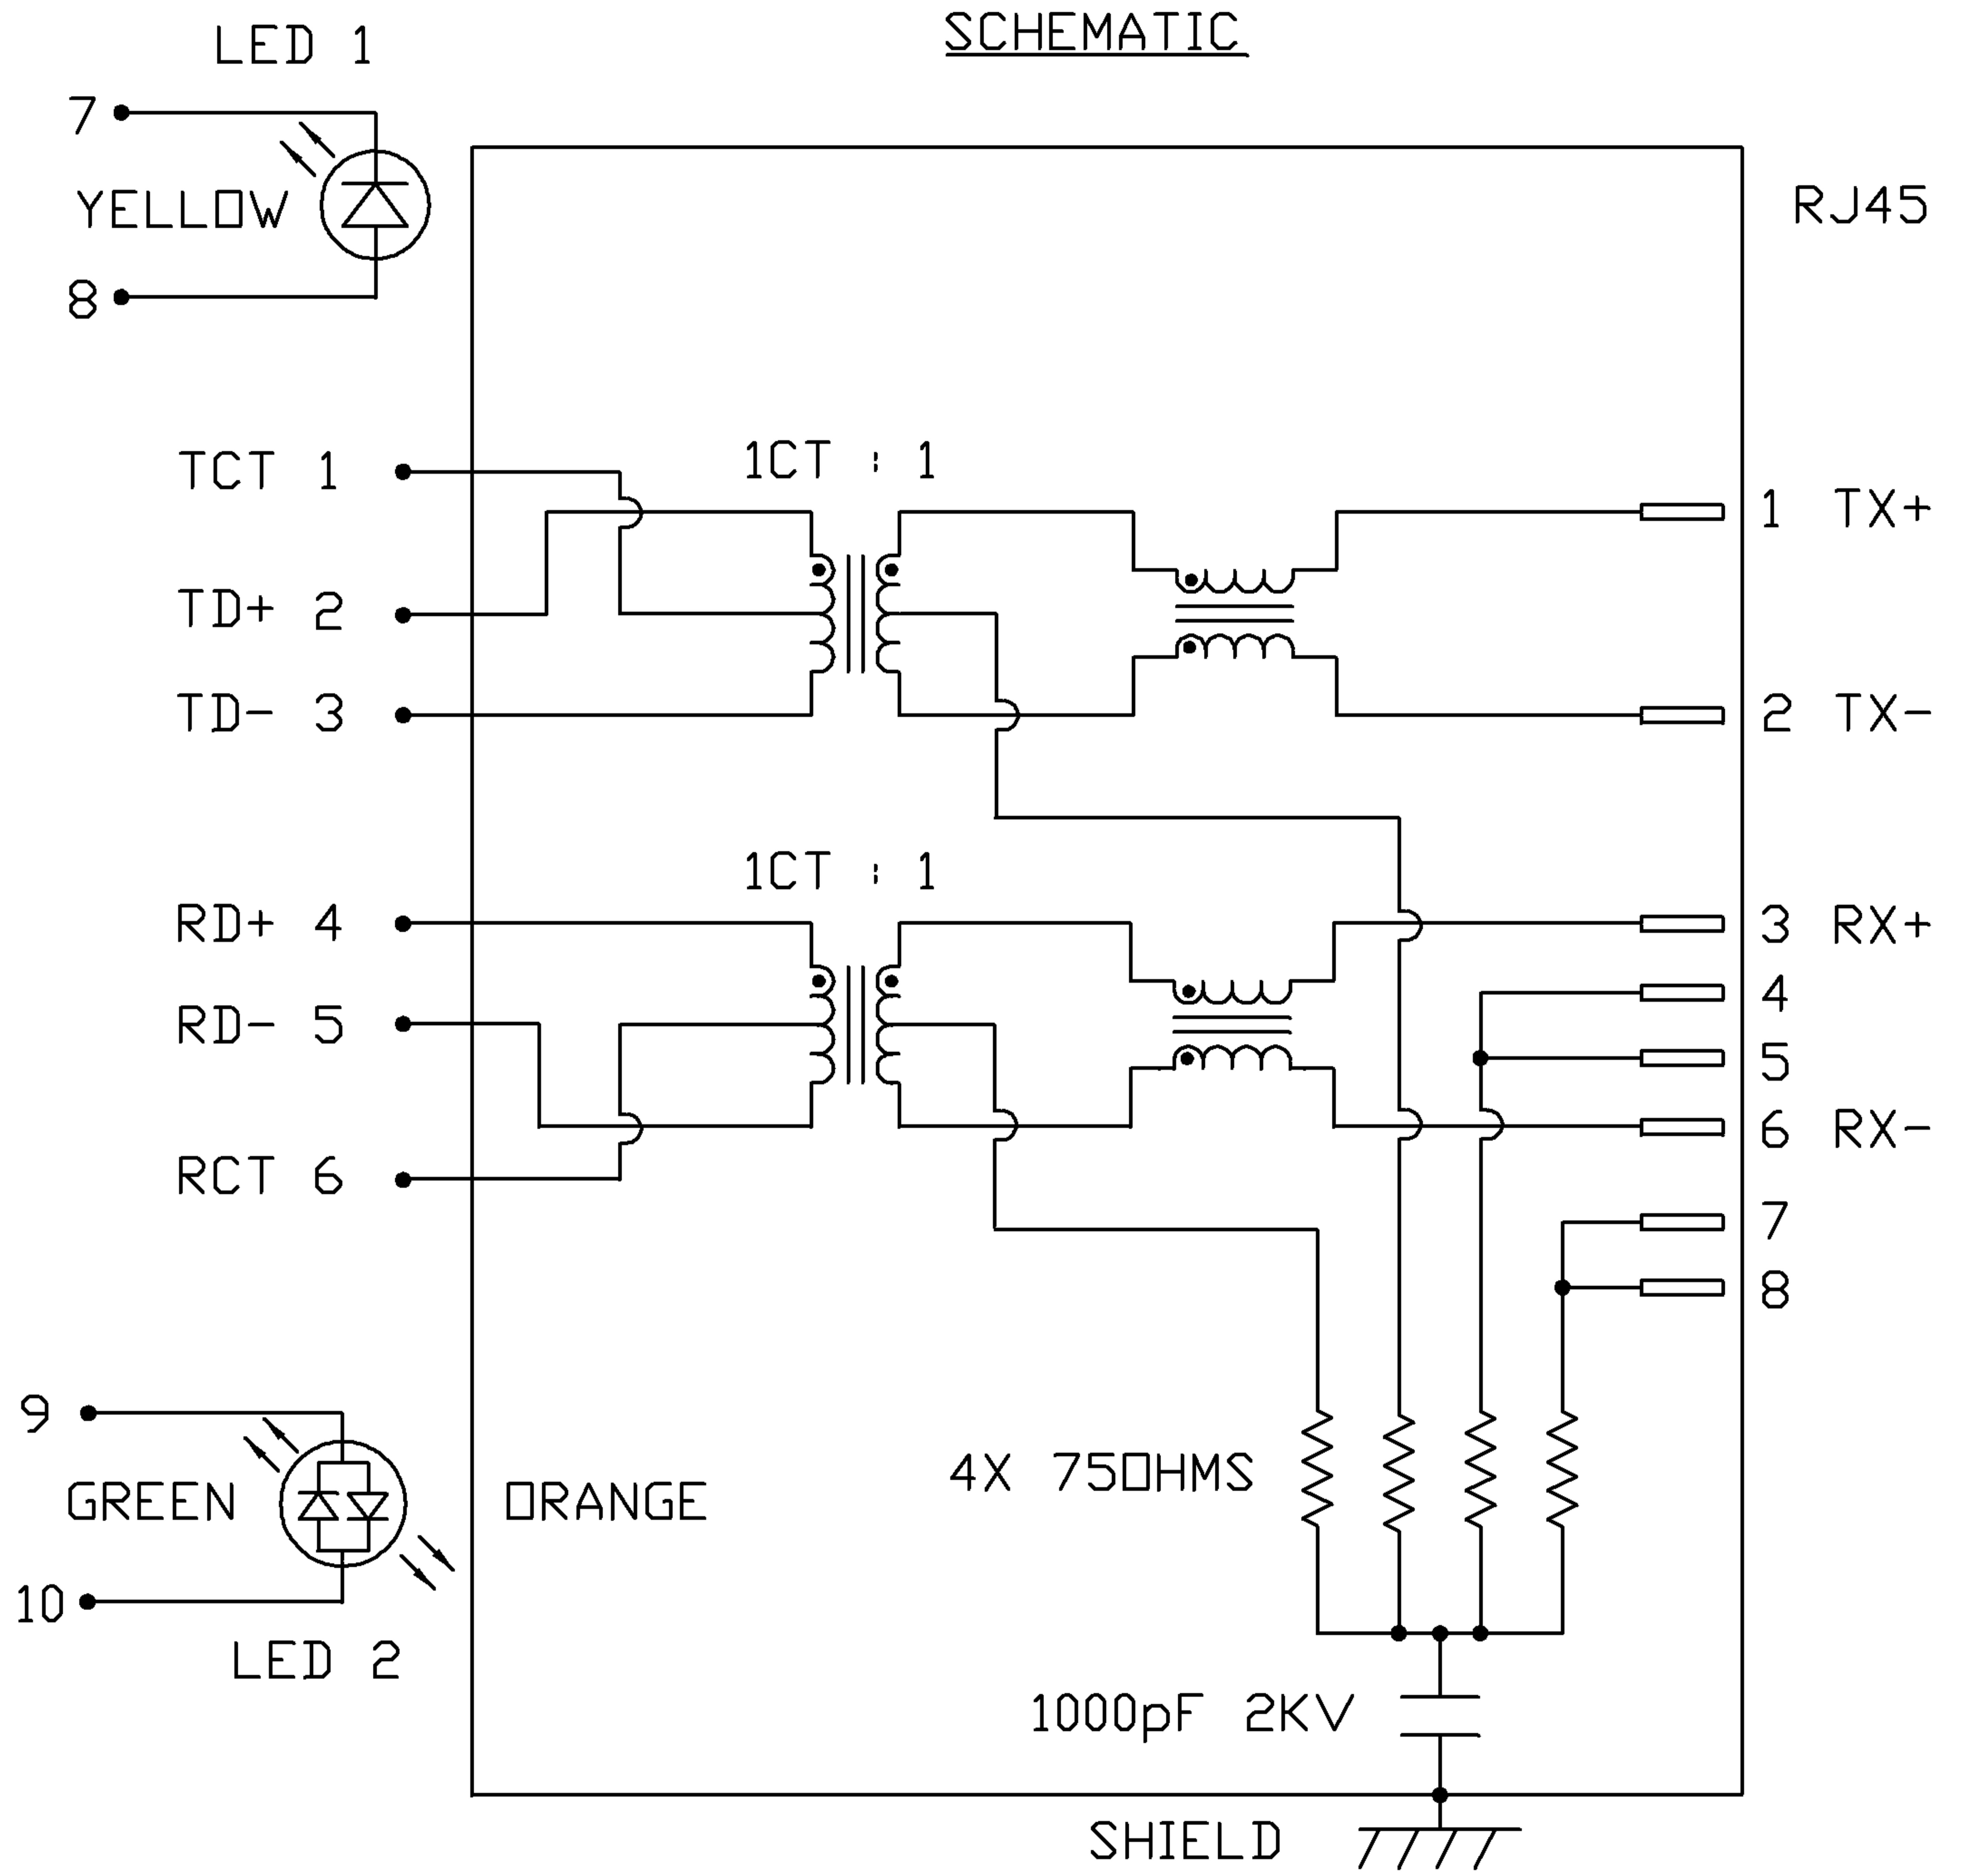 SCHEMATIC
LED 1
7
YELLOW
8
RJ45
TCT 1
TD+ 2
TD- 3
1CT : 1
1 TX+
2 TX-
RD+ 4
RD- 5
RCT 6
1CT : 1
3 RX+
4
5
6 RX-
7
8
9
GREEN
ORANGE
10
LED 2
4X 75OHMS
1000pF 2KV
SHIELD